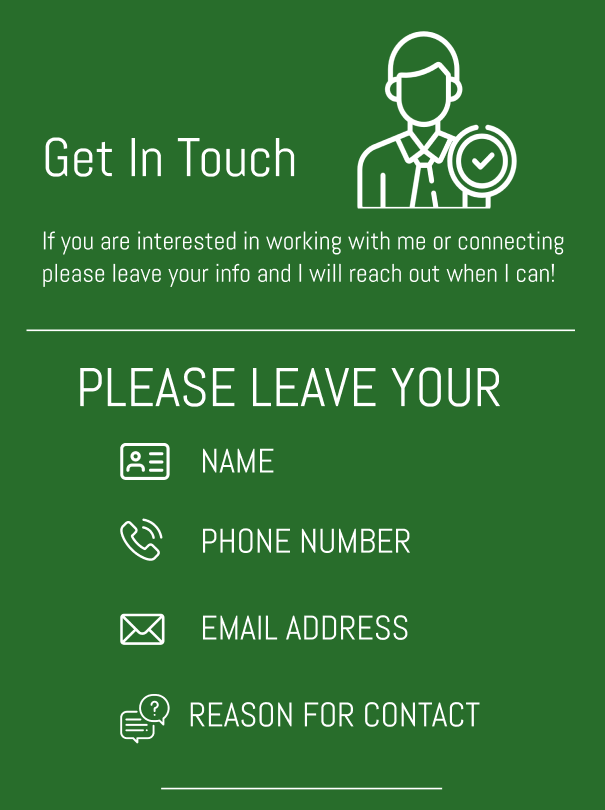 Get In Touch
If you are interested in working with me or connecting
please leave your info and I will reach out when I can!
PLEASE LEAVE YOUR
NAME
PHONE NUMBER
EMAIL ADDRESS
?
REASON FOR CONTACT